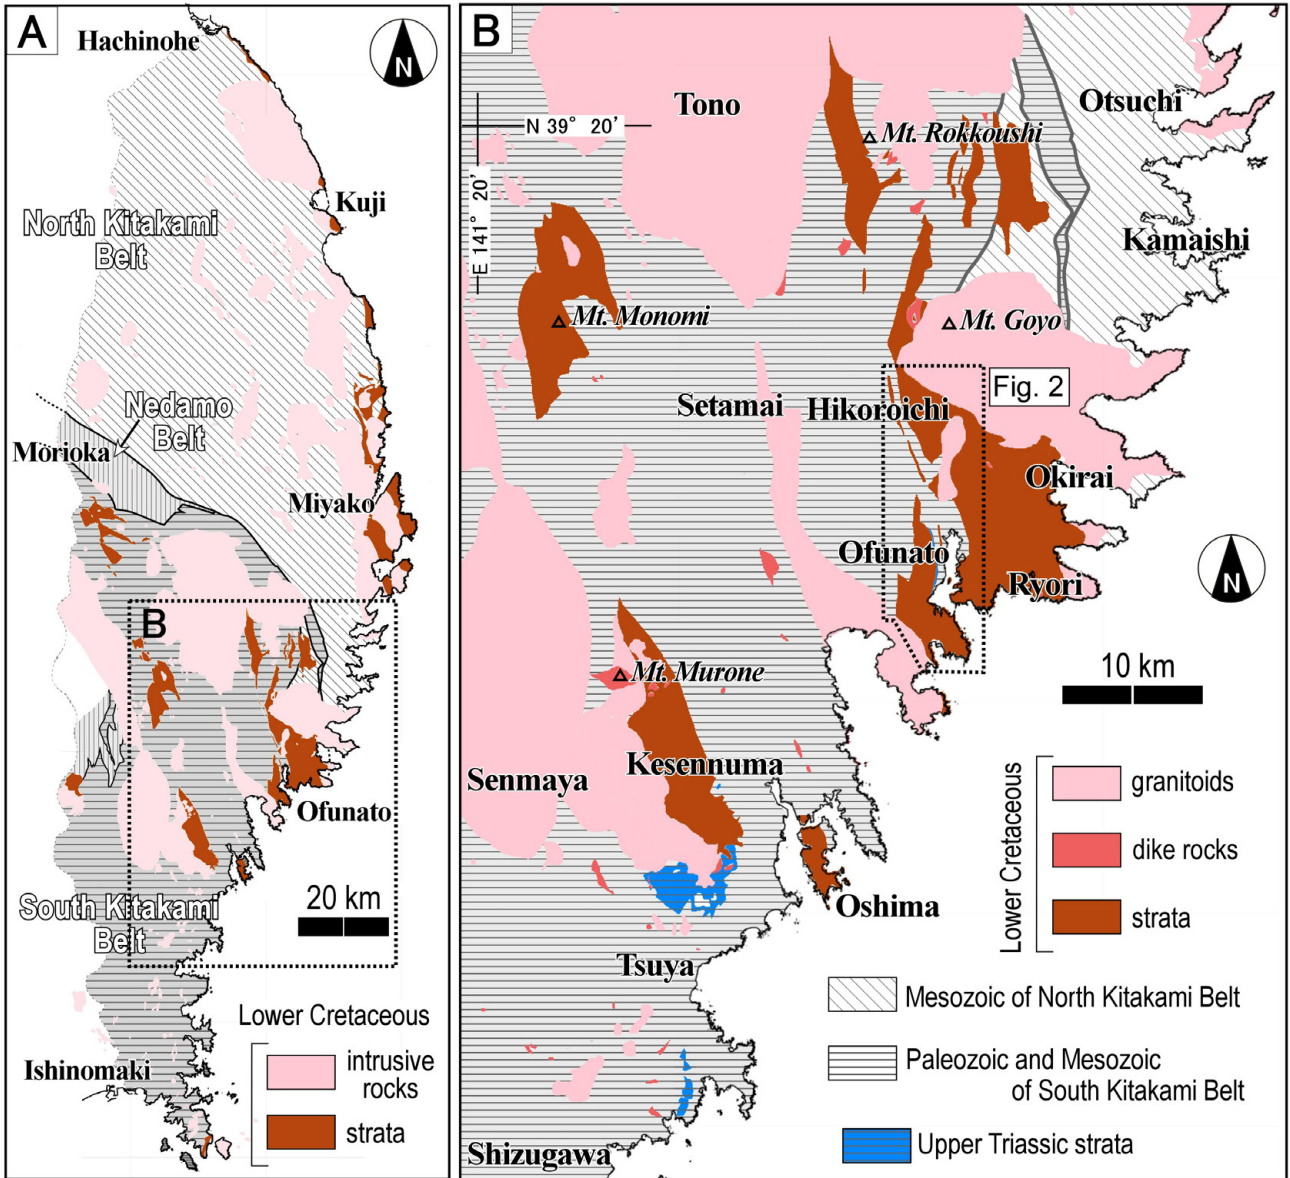 A
Hachinohe
N
Kuji
North Kitakami
Belt
Nedamo
Belt
Morioka
Miyako
B
Ofunato
20 km
South Kitakami
Belt
Lower Cretaceous
intrusive
rocks
strata
Ishinomaki
B
Tono
Otsuchi
N 39° 20'
Mt. Rokkoushi
E 141° 20'
Kamaishi
Mt. Monomi
Mt. Goyo
Fig. 2
Setamai
Hikoroichi
Okirai
Ofunato
Ryori
N
Mt. Murone
10 km
Kesennuma
Senmaya
Lower Cretaceous
granitoids
dike rocks
strata
Oshima
Tsuya
Mesozoic of North Kitakami Belt
Paleozoic and Mesozoic
of South Kitakami Belt
Upper Triassic strata
Shizugawa